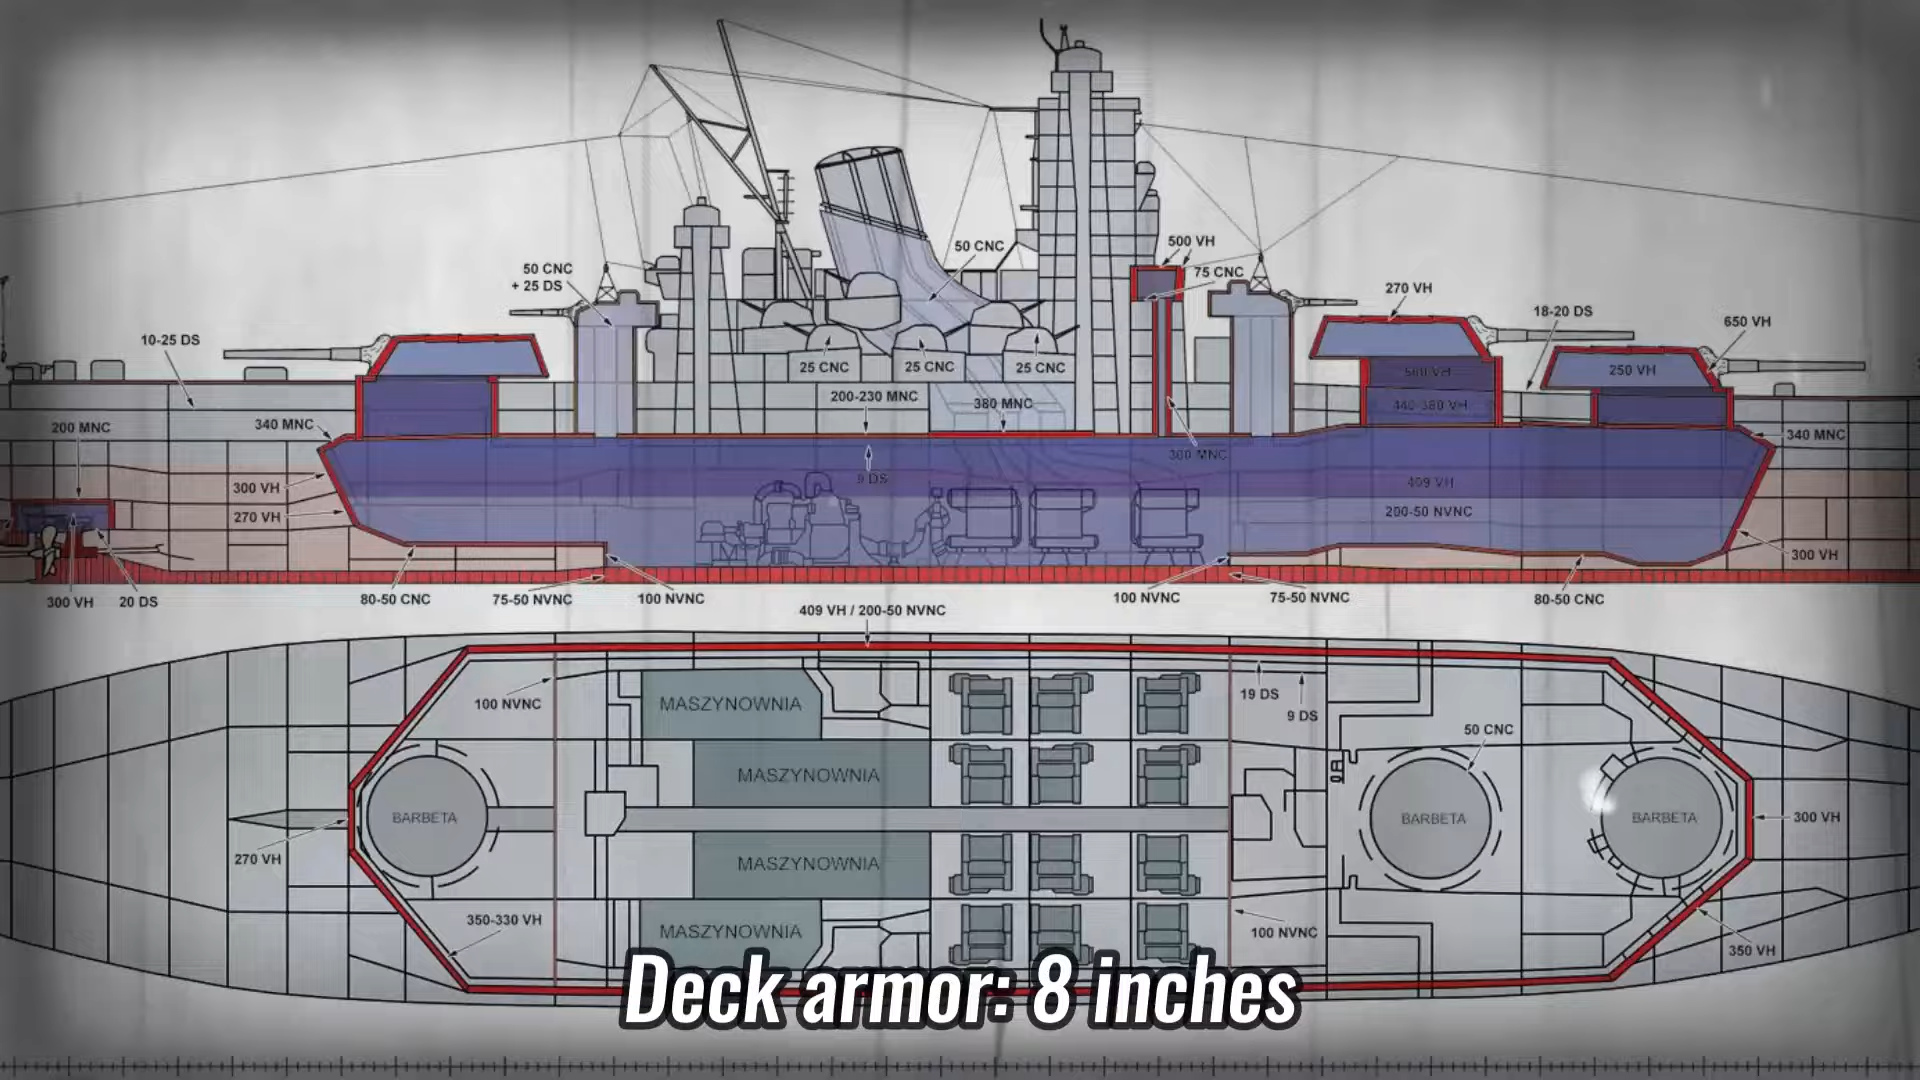 500 VH
50 CNC
50 CNC
+ 25 DS
75 CNC
270 VH
18-20 DS
650 VH
10-25 DS
25 CNC
25 CNC
25 CNC
560 VH
250 VH
200-230 MNC
380 MNC
440-380 VH
200 MNC
340 MNC
340 MNC
300 MNC
300 VH
9 DS
409 VH
270 VH
200-50 NVNC
300 VH
300 VH
20 DS
80-50 CNC
75-50 NVNC
100 NVNC
409 VH / 200-50 NVNC
100 NVNC
75-50 NVNC
80-50 CNC
100 NVNC
MASZYNOWNIA
19 DS
9 DS
50 CNC
MASZYNOWNIA
BARBETA
BARBETA
BARBETA
300 VH
270 VH
MASZYNOWNIA
350-330 VH
MASZYNOWNIA
100 NVNC
350 VH
Deck armor: 8 inches